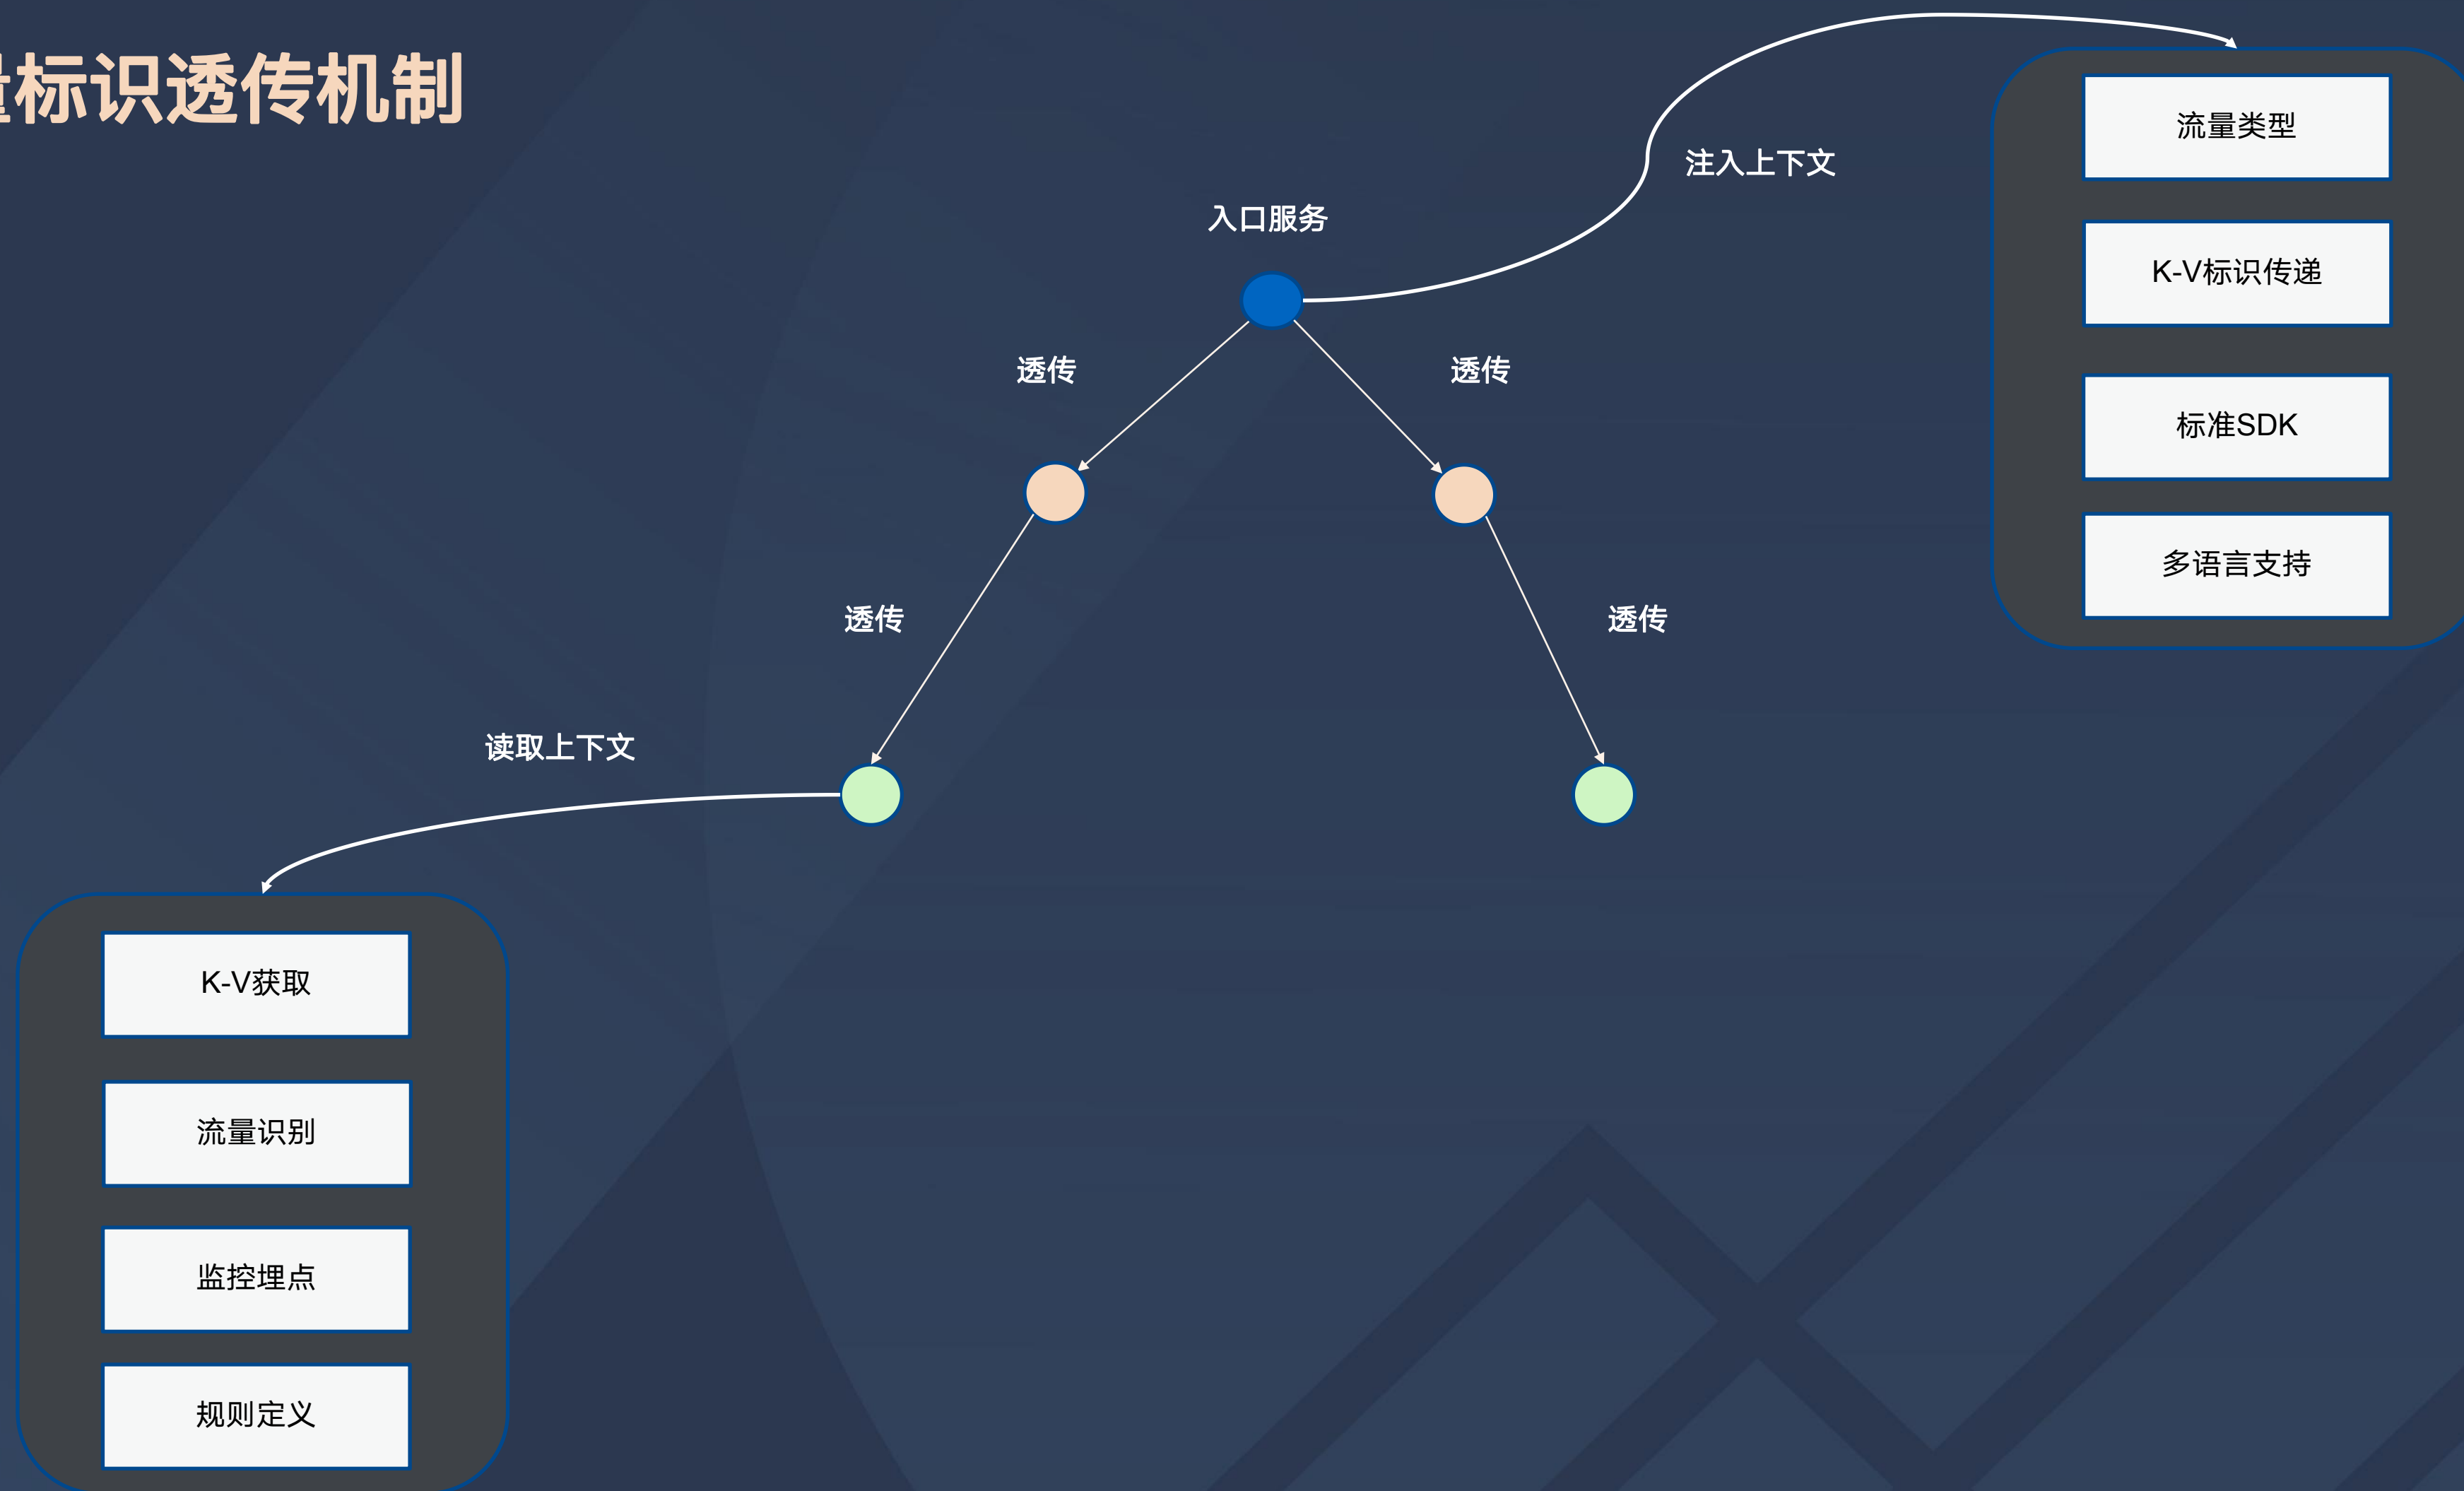 量标识透传机制
流量类型
注入上下文
入口服务
K-V标识传递
透传
透传
标准SDK
多语言支持
透传
透传
读取上下文
K-V获取
流量识别
监控埋点
规则定义